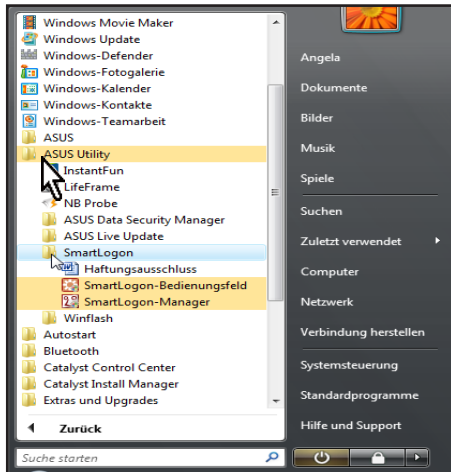 Windows Movie Maker
Windows Update
Windows-Defender
Windows-Fotogalerie
Windows-Kalender
Windows-Kontakte
Windows-Teamarbeit
ASUS
ASUS Utility
InstantFun
LifeFrame
NB Probe
ASUS Data Security Manager
ASUS Live Update
SmartLogon
Haftungsausschluss
SmartLogon-Bedienungsfeld
SmartLogon-Manager
Winflash
Autostart
Bluetooth
Catalyst Control Center
Catalyst Install Manager
Extras und Upgrades
Zurück
Suche starten
Angela
Dokumente
Bilder
Musik
Spiele
Suchen
Zuletzt verwendet
Computer
Netzwerk
Verbindung herstellen
Systemsteuerung
Standardprogramme
Hilfe und Support